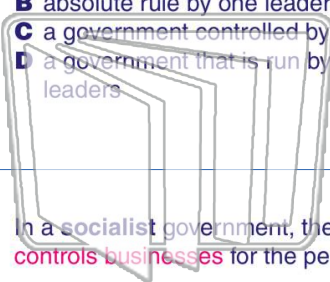 B absolute rule by one leader
C a government controlled by
D a government that is run by
leaders
In a socialist government, the
controls businesses for the pe